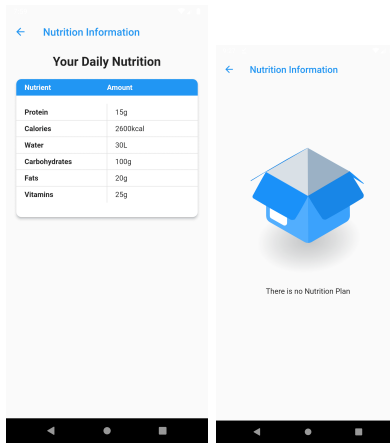 Nutrition Information
Your Daily Nutrition
Nutrient Amount
Protein 15g
Calories 2600kcal
Water 30L
Carbohydrates 100g
Fats 20g
Vitamins 25g
Nutrition Information
There is no Nutrition Plan